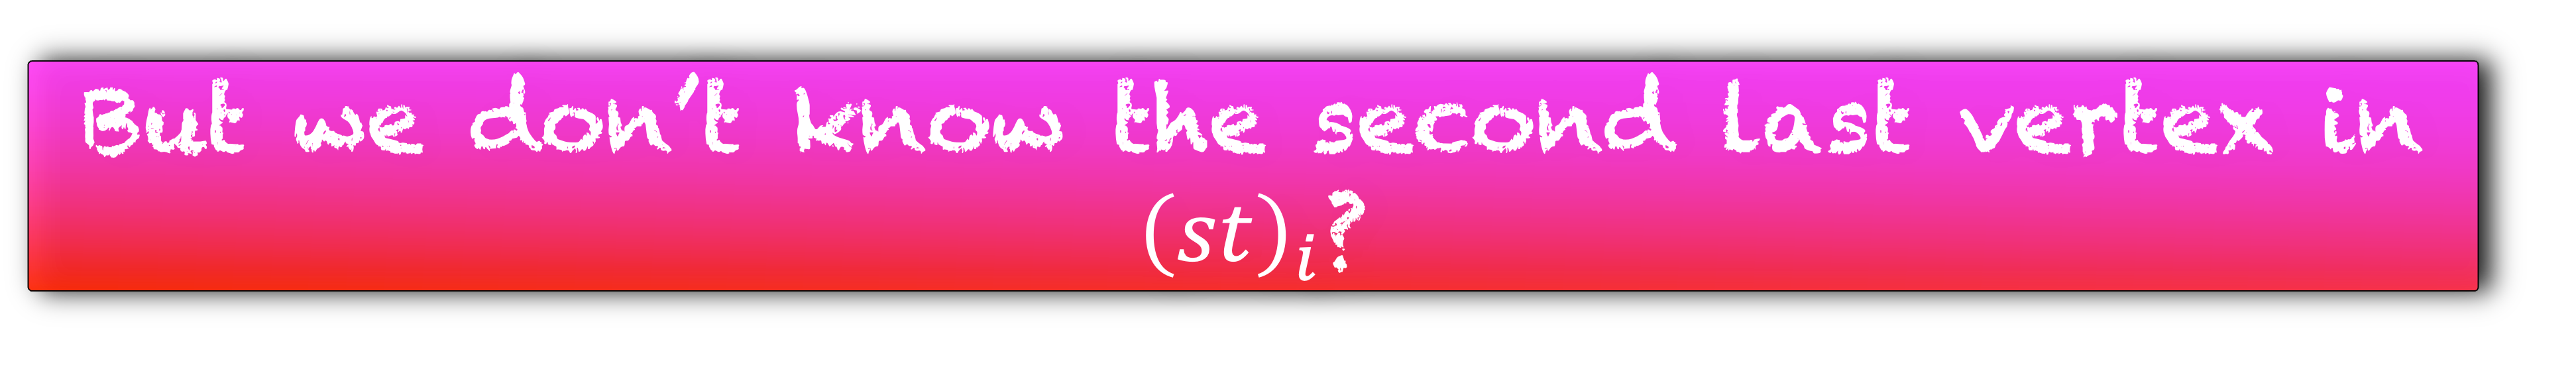 But we don't know the second last vertex in
$(st)_i$?